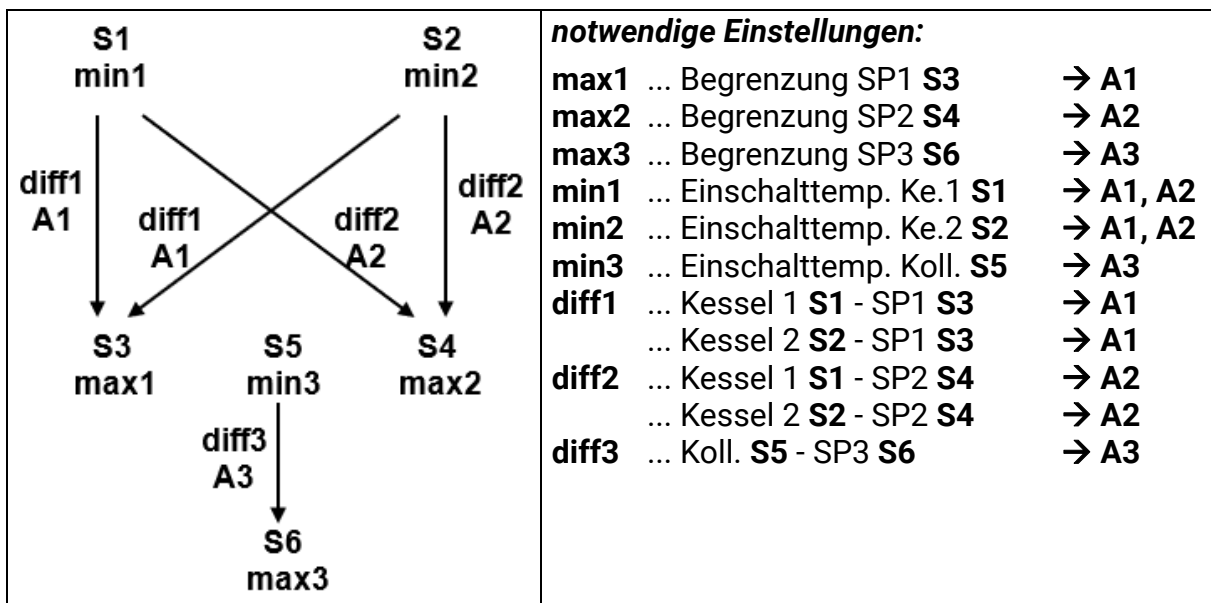 S1
min1
S2
min2
diff1
A1
diff1
A1
diff2
A2
diff2
A2
S3
max1
S5
min3
S4
max2
diff3
A3
S6
max3
notwendige Einstellungen:
max1 ... Begrenzung SP1 S3 → A1
max2 ... Begrenzung SP2 S4 → A2
max3 ... Begrenzung SP3 S6 → A3
min1 ... Einschalttemp. Ke.1 S1 → A1, A2
min2 ... Einschalttemp. Ke.2 S2 → A1, A2
min3 ... Einschalttemp. Koll. S5 → A3
diff1 ... Kessel 1 S1 - SP1 S3 → A1
... Kessel 2 S2 - SP1 S3 → A1
diff2 ... Kessel 1 S1 - SP2 S4 → A2
... Kessel 2 S2 - SP2 S4 → A2
diff3 ... Koll. S5 - SP3 S6 → A3